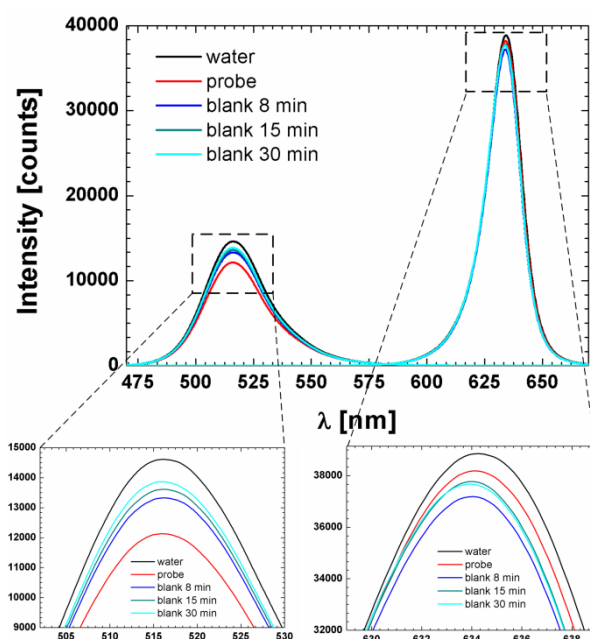 40000
30000
20000
10000
0
Intensity [counts]
water
probe
blank 8 min
blank 15 min
blank 30 min
475 500 525 550 575 600 625 650
λ [nm]
15000
14000
13000
12000
11000
10000
9000
water
probe
blank 8 min
blank 15 min
blank 30 min
505 510 515 520 525 530
38000
36000
34000
32000
water
probe
blank 8 min
blank 15 min
blank 30 min
630 632 634 636 638